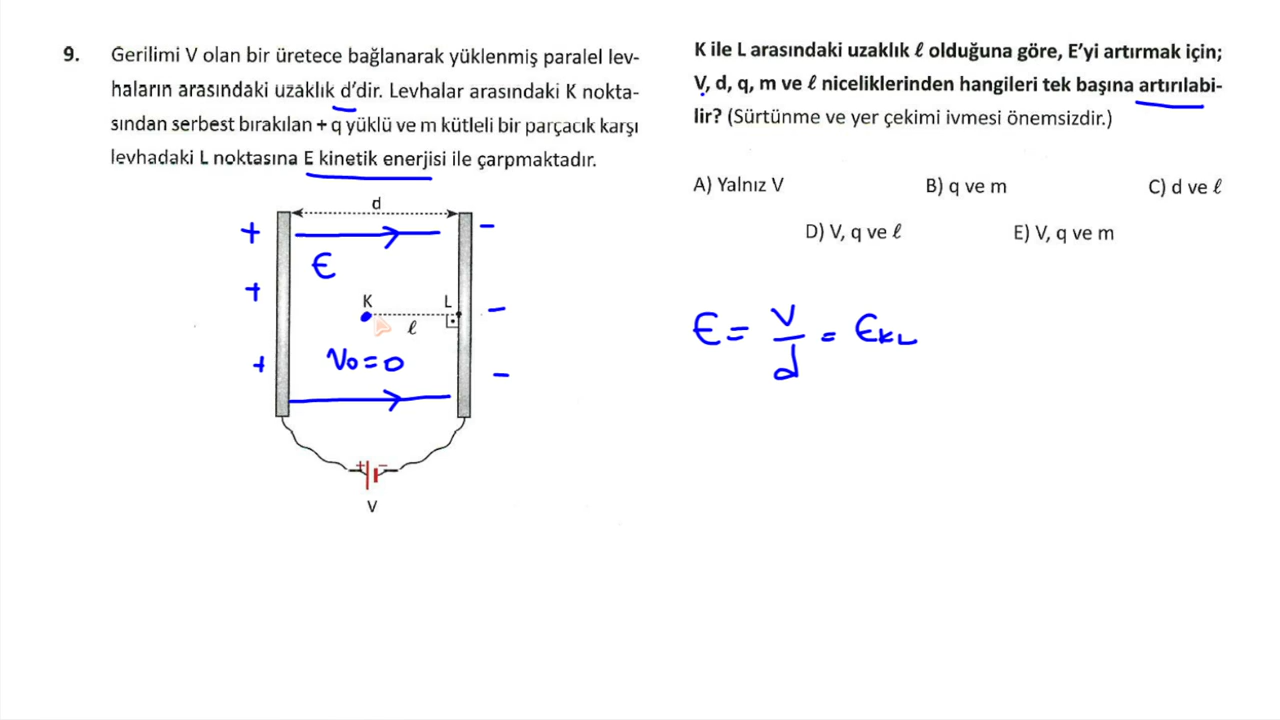 9. Gerilimi V olan bir üretece bağlanarak yüklenmiş paralel lev-
haların arasındaki uzaklık d'dir. Levhalar arasındaki K nokta-
sından serbest bırakılan + q yüklü ve m kütleli bir parçacık karşı
levhadaki L noktasına E kinetik enerjisi ile çarpmaktadır.
d
+ -
E
+
K L
-
ℓ
+ V₀=0 -
+ -
V
K ile L arasındaki uzaklık ℓ olduğuna göre, E'yi artırmak için;
V, d, q, m ve ℓ niceliklerinden hangileri tek başına artırılabi-
lir? (Sürtünme ve yer çekimi ivmesi önemsizdir.)
A) Yalnız V B) q ve m C) d ve ℓ
D) V, q ve ℓ E) V, q ve m
E = V/d = EKL